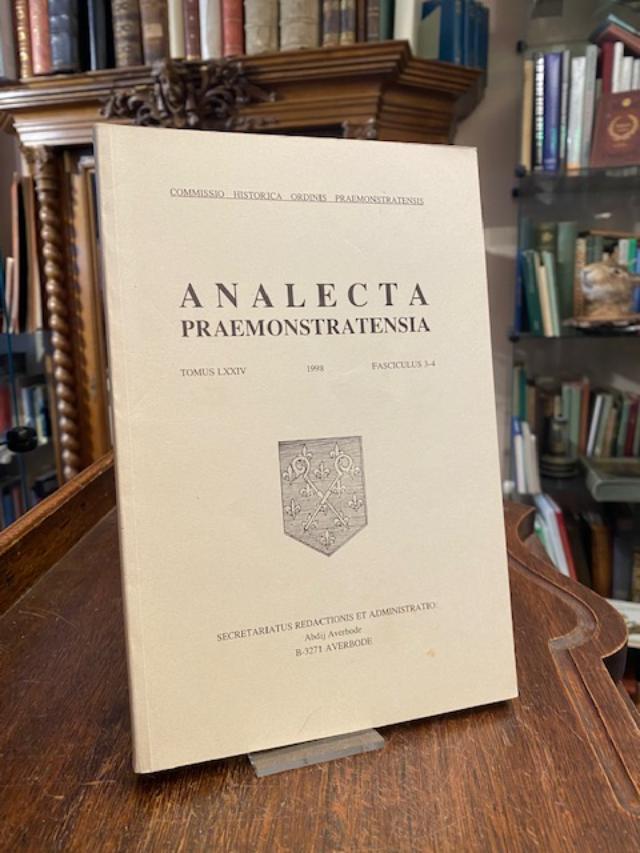 COMMISSIO HISTORICA ORDINIS PRAEMONSTRATENSIS
ANALECTA
PRAEMONSTRATENSIA
TOMUS LXXIV 1998 FASCICULUS 3-4
SECRETARIATUS REDACTIONIS ET ADMINISTRATIO:
Abdij Averbode
B-3271 AVERBODE